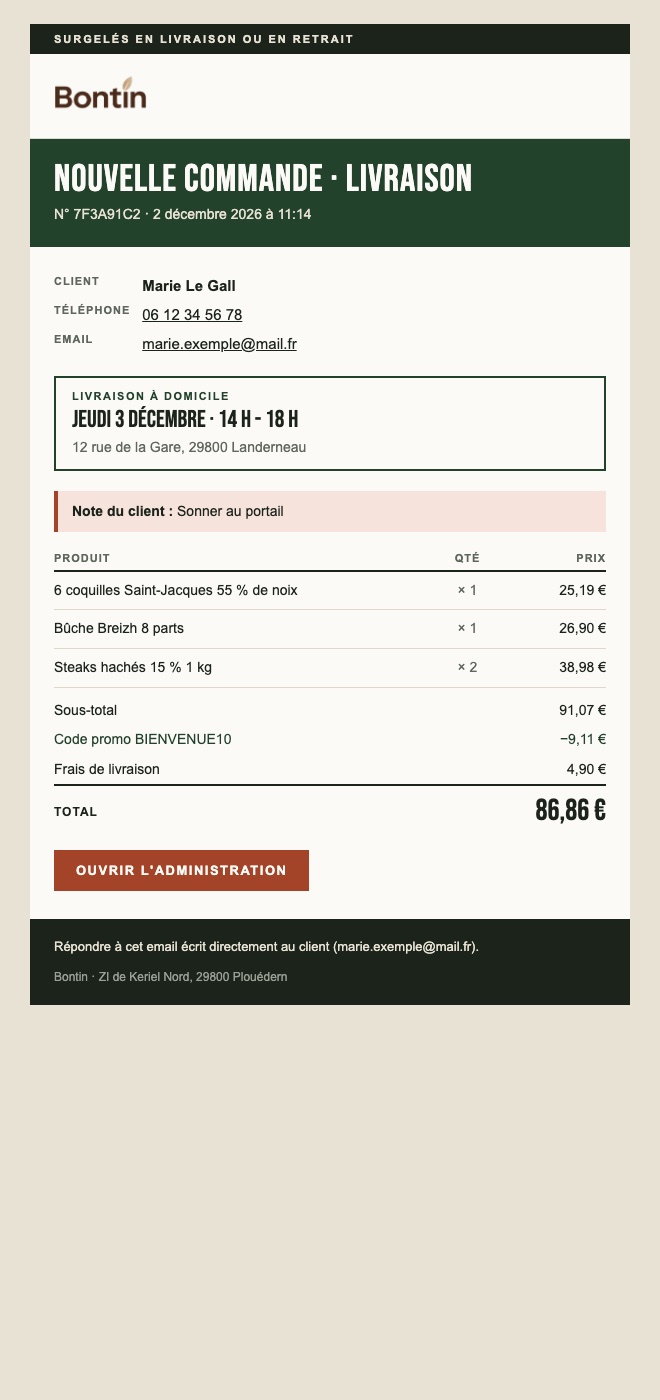 SURGELÉS EN LIVRAISON OU EN RETRAIT
Bontin
NOUVELLE COMMANDE · LIVRAISON
N° 7F3A91C2 · 2 décembre 2026 à 11:14
CLIENT Marie Le Gall
TÉLÉPHONE 06 12 34 56 78
EMAIL marie.exemple@mail.fr
LIVRAISON À DOMICILE
JEUDI 3 DÉCEMBRE · 14 H - 18 H
12 rue de la Gare, 29800 Landerneau
Note du client : Sonner au portail
PRODUIT QTÉ PRIX
6 coquilles Saint-Jacques 55 % de noix × 1 25,19 €
Bûche Breizh 8 parts × 1 26,90 €
Steaks hachés 15 % 1 kg × 2 38,98 €
Sous-total 91,07 €
Code promo BIENVENUE10 −9,11 €
Frais de livraison 4,90 €
TOTAL 86,86 €
OUVRIR L'ADMINISTRATION
Répondre à cet email écrit directement au client (marie.exemple@mail.fr).
Bontin · ZI de Keriel Nord, 29800 Plouédern